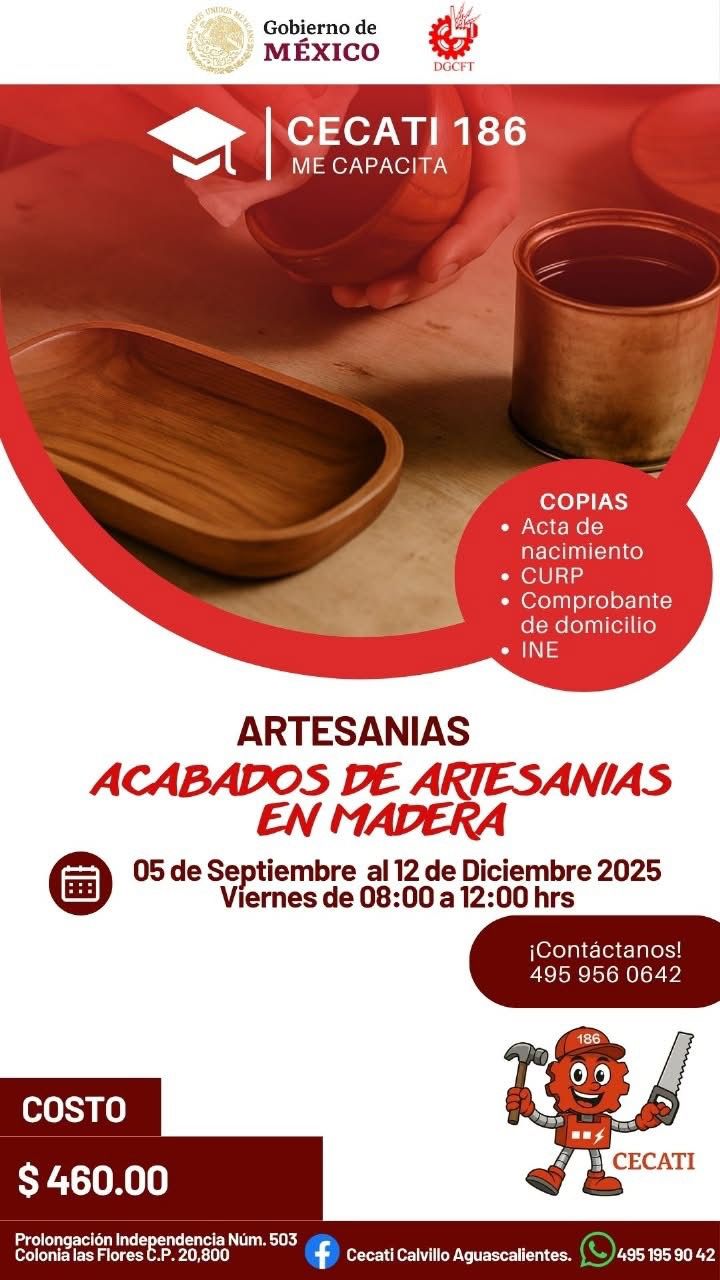 Gobierno de
MÉXICO
DGCFT
CECATI 186
ME CAPACITA
COPIAS
• Acta de
nacimiento
• CURP
• Comprobante
de domicilio
• INE
ARTESANIAS
ACABADOS DE ARTESANIAS
EN MADERA
05 de Septiembre al 12 de Diciembre 2025
Viernes de 08:00 a 12:00 hrs
¡Contáctanos!
495 956 0642
186
CECATI
COSTO
$ 460.00
Prolongación Independencia Núm. 503
Colonia las Flores C.P. 20,800
Cecati Calvillo Aguascalientes.
495 195 90 42